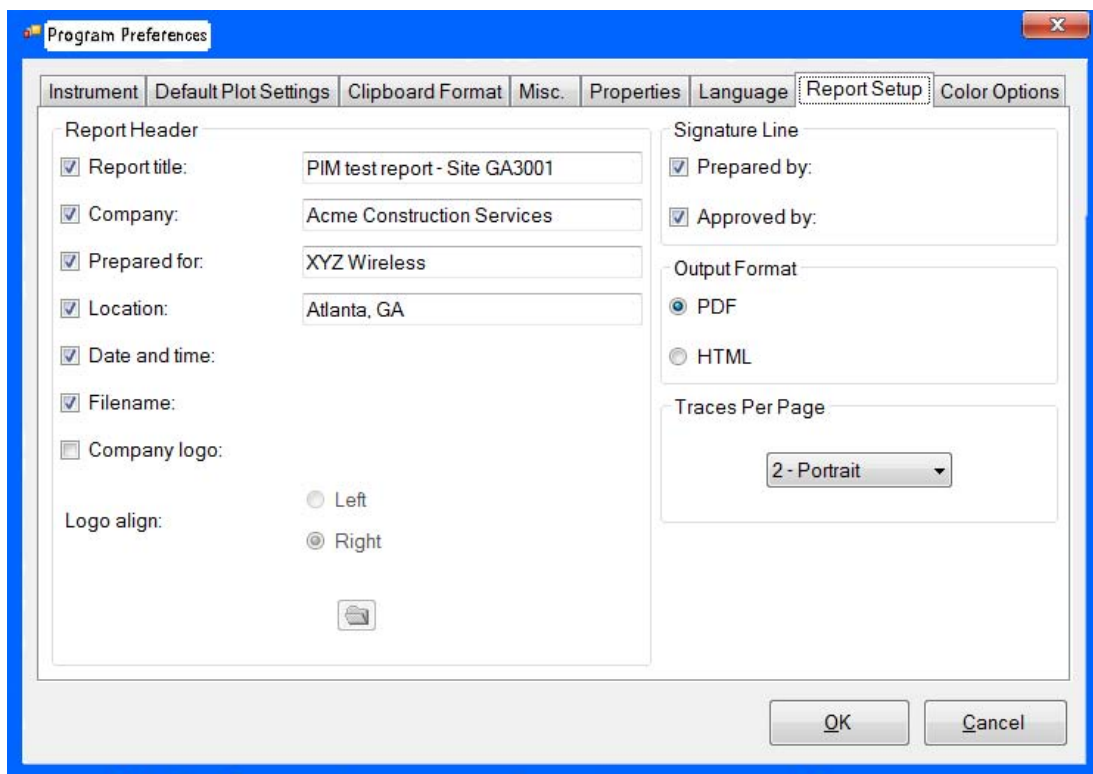 Program Preferences
x
Instrument Default Plot Settings Clipboard Format Misc. Properties Language Report Setup Color Options
Report Header
Report title: PIM test report - Site GA3001
Company: Acme Construction Services
Prepared for: XYZ Wireless
Location: Atlanta, GA
Date and time:
Filename:
Company logo:
Logo align:
Left
Right
Signature Line
Prepared by:
Approved by:
Output Format
PDF
HTML
Traces Per Page
2 - Portrait
OK Cancel